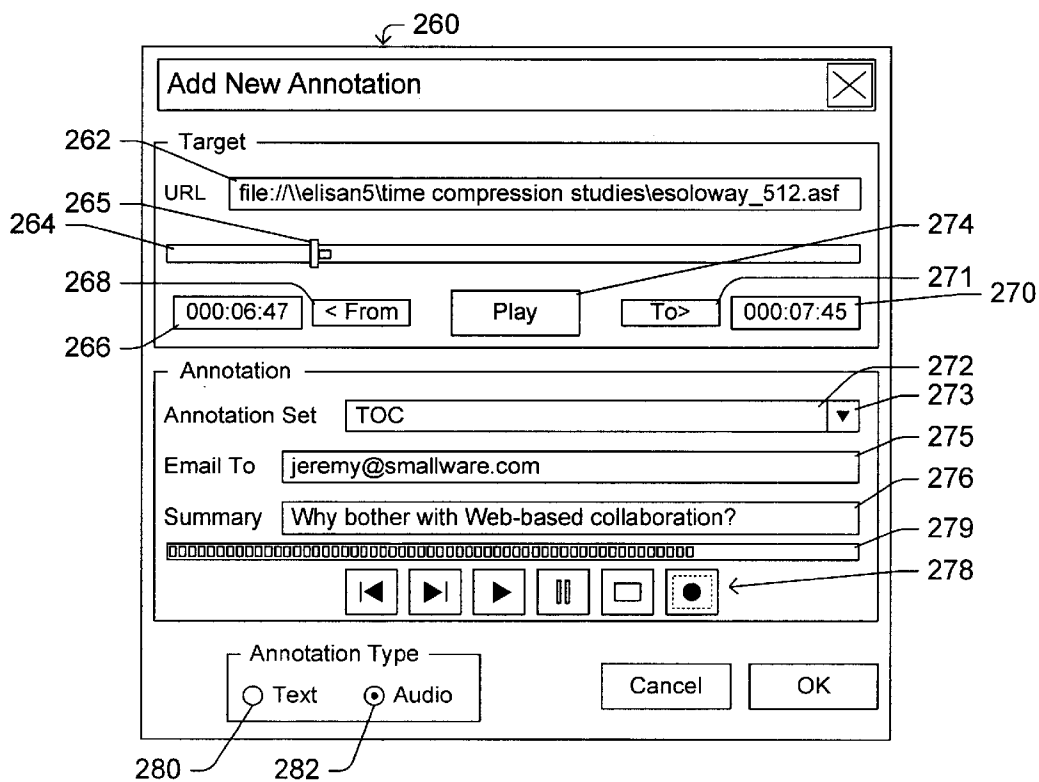 260
Add New Annotation
Target
262
URL file://\\elisan5\time compression studies\esoloway_512.asf
265
264
274
268
271
270
000:06:47 < From Play To> 000:07:45
266
Annotation
272
273
Annotation Set TOC
275
Email To jeremy@smallware.com
276
Summary Why bother with Web-based collaboration?
279
278
Annotation Type
Text Audio
Cancel OK
280 282